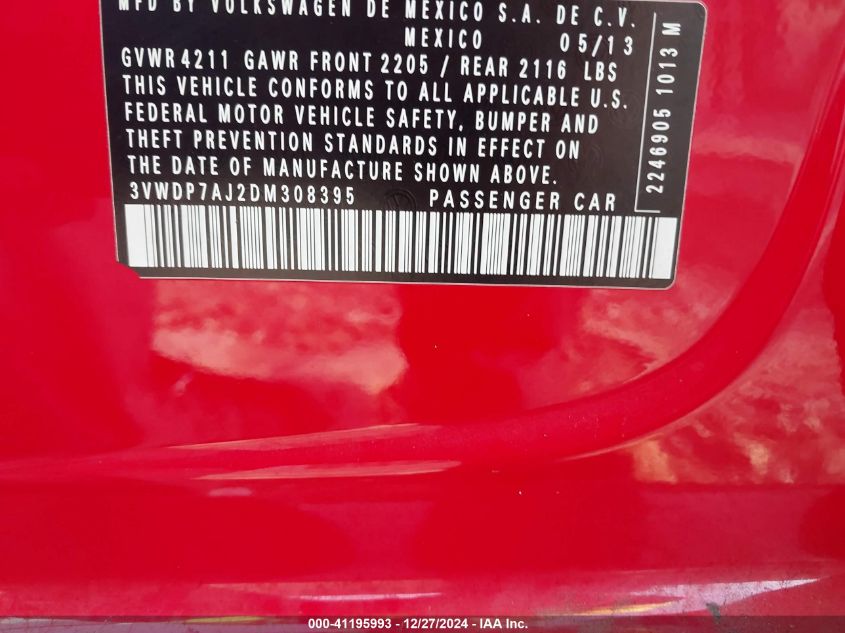 MFD BY VOLKSWAGEN DE MEXICO S.A. DE C.V.
MEXICO 05/13
GVWR 4211 GAWR FRONT 2205 / REAR 2116 LBS
THIS VEHICLE CONFORMS TO ALL APPLICABLE U.S.
FEDERAL MOTOR VEHICLE SAFETY, BUMPER AND
THEFT PREVENTION STANDARDS IN EFFECT ON
THE DATE OF MANUFACTURE SHOWN ABOVE.
3VWDP7AJ2DM308395 PASSENGER CAR
2246905 1013 M
000-41195993 - 12/27/2024 - IAA Inc.